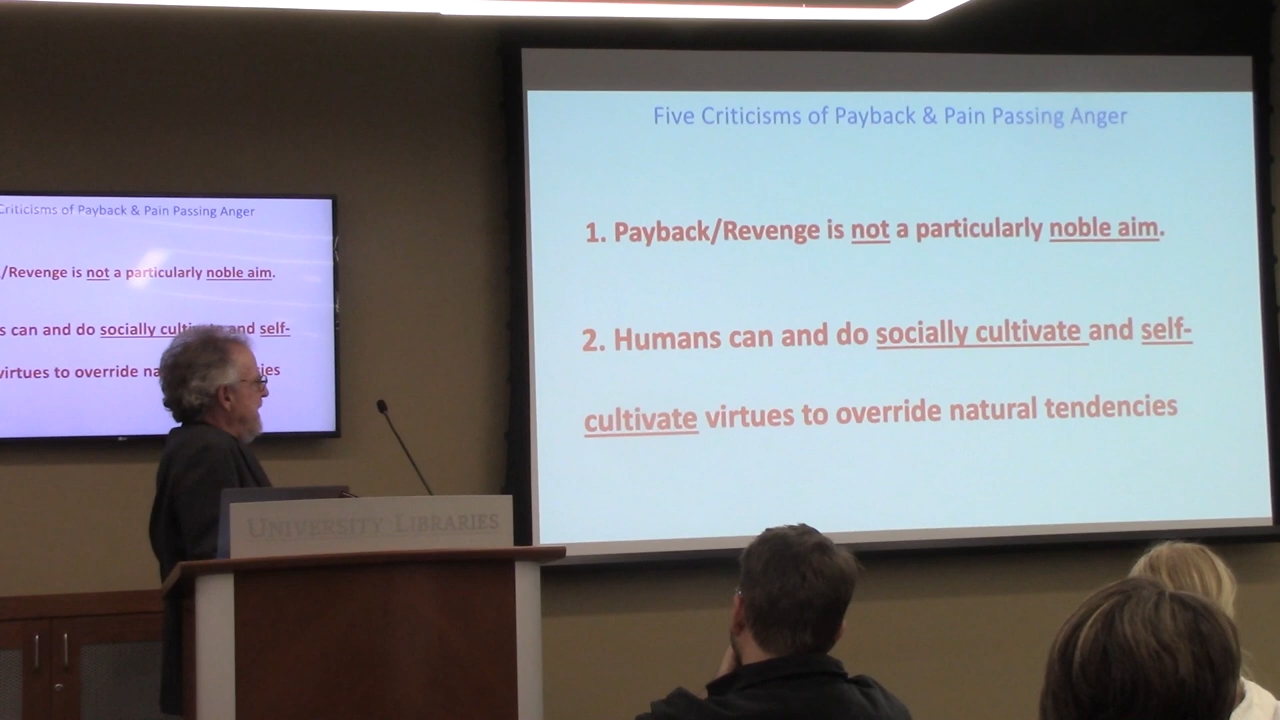 Five Criticisms of Payback & Pain Passing Anger
1. Payback/Revenge is not a particularly noble aim.
2. Humans can and do socially cultivate and self-
cultivate virtues to override natural tendencies
Criticisms of Payback & Pain Passing Anger
/Revenge is not a particularly noble aim.
s can and do socially cultivate and self-
virtues to override na ies
UNIVERSITY LIBRARIES